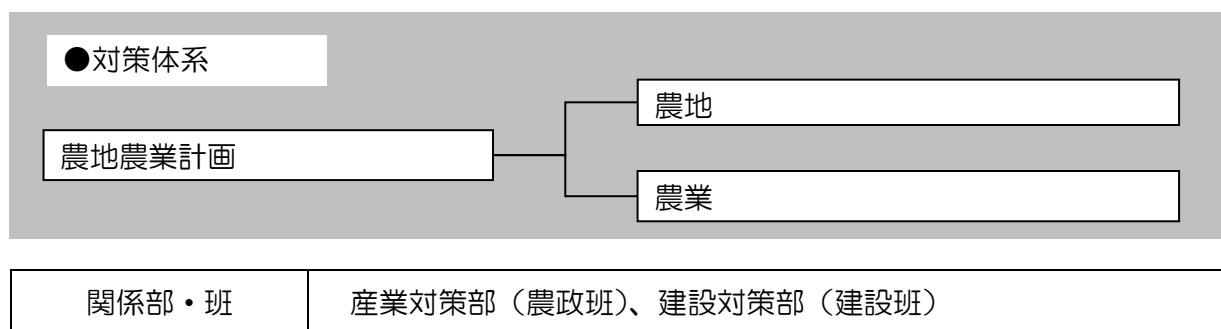 ●対策体系
農地農業計画
農地
農業
関係部・班 産業対策部（農政班）、建設対策部（建設班）